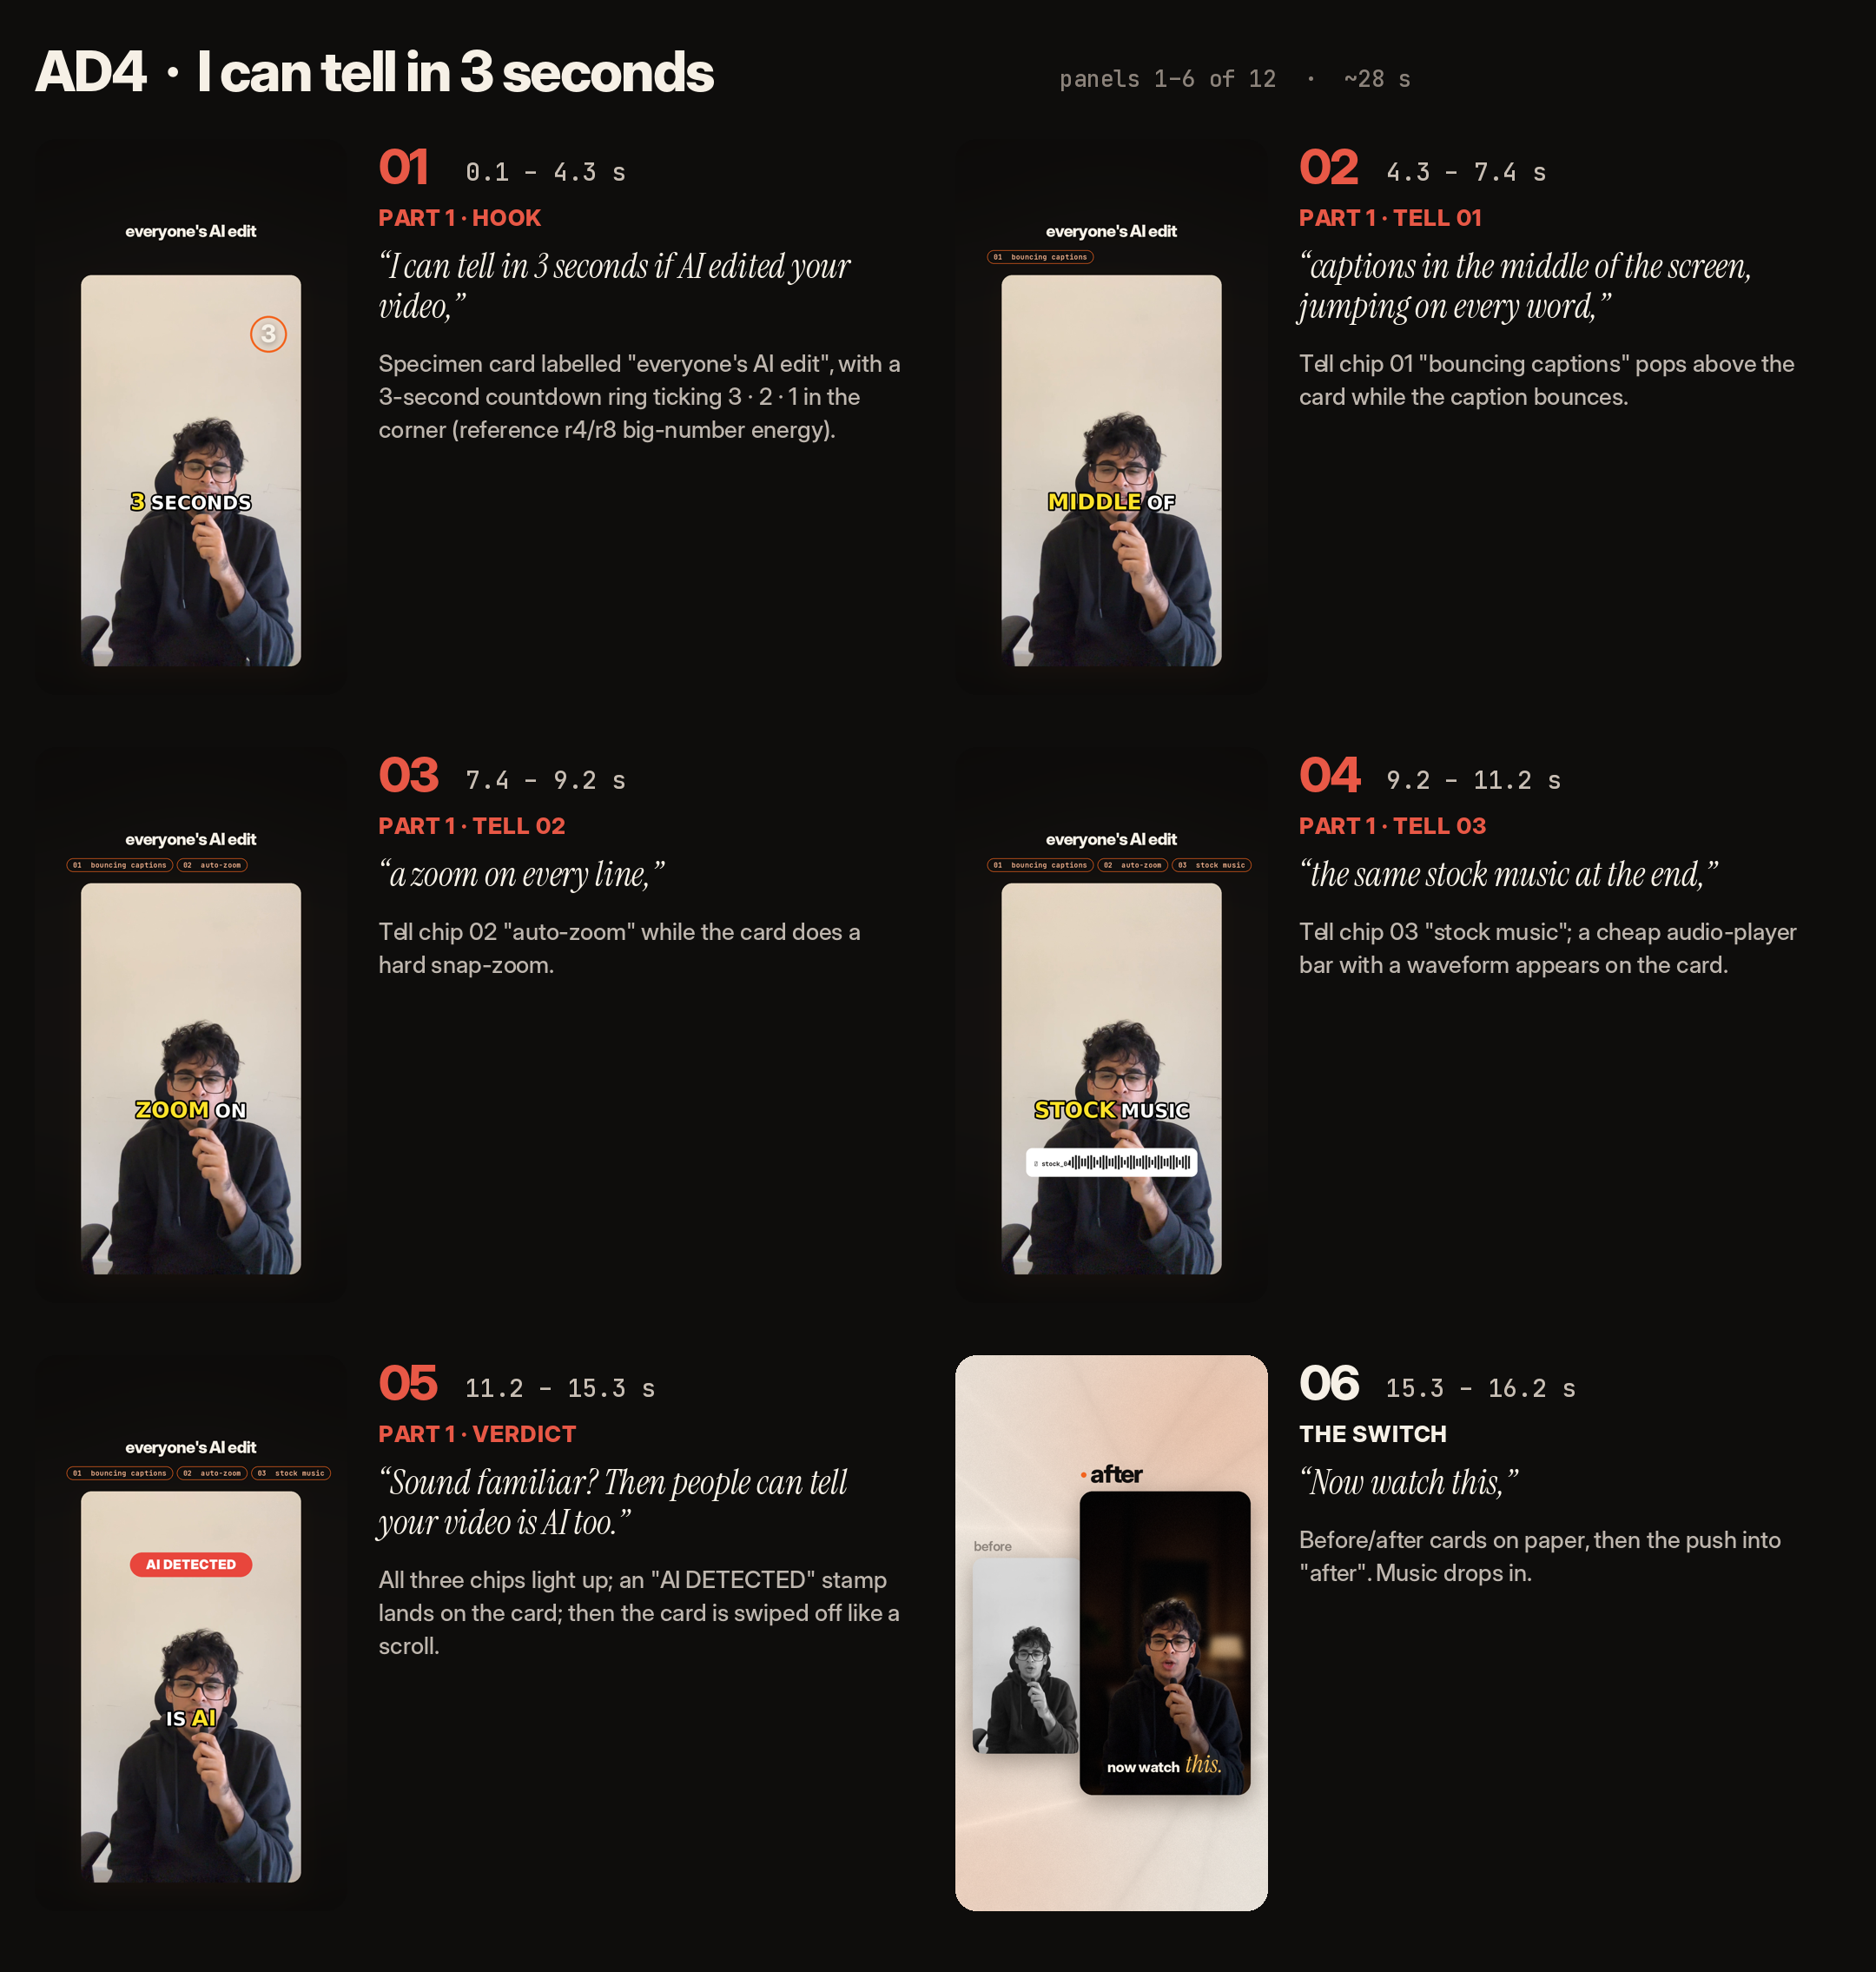 AD4 · I can tell in 3 seconds
panels 1–6 of 12 · ~28 s
everyone's AI edit
3
3 SECONDS
01 0.1 – 4.3 s
PART 1 · HOOK
“I can tell in 3 seconds if AI edited your
video,”
Specimen card labelled "everyone's AI edit", with a
3-second countdown ring ticking 3 · 2 · 1 in the
corner (reference r4/r8 big-number energy).
everyone's AI edit
01 bouncing captions
MIDDLE OF
02 4.3 – 7.4 s
PART 1 · TELL 01
“captions in the middle of the screen,
jumping on every word,”
Tell chip 01 "bouncing captions" pops above the
card while the caption bounces.
everyone's AI edit
01 bouncing captions 02 auto-zoom
ZOOM ON
03 7.4 – 9.2 s
PART 1 · TELL 02
“a zoom on every line,”
Tell chip 02 "auto-zoom" while the card does a
hard snap-zoom.
everyone's AI edit
01 bouncing captions 02 auto-zoom 03 stock music
STOCK MUSIC
04 9.2 – 11.2 s
PART 1 · TELL 03
“the same stock music at the end,”
Tell chip 03 "stock music"; a cheap audio-player
bar with a waveform appears on the card.
everyone's AI edit
01 bouncing captions 02 auto-zoom 03 stock music
AI DETECTED
IS AI
05 11.2 – 15.3 s
PART 1 · VERDICT
“Sound familiar? Then people can tell
your video is AI too.”
All three chips light up; an "AI DETECTED" stamp
lands on the card; then the card is swiped off like a
scroll.
after
before
now watch this.
06 15.3 – 16.2 s
THE SWITCH
“Now watch this,”
Before/after cards on paper, then the push into
"after". Music drops in.